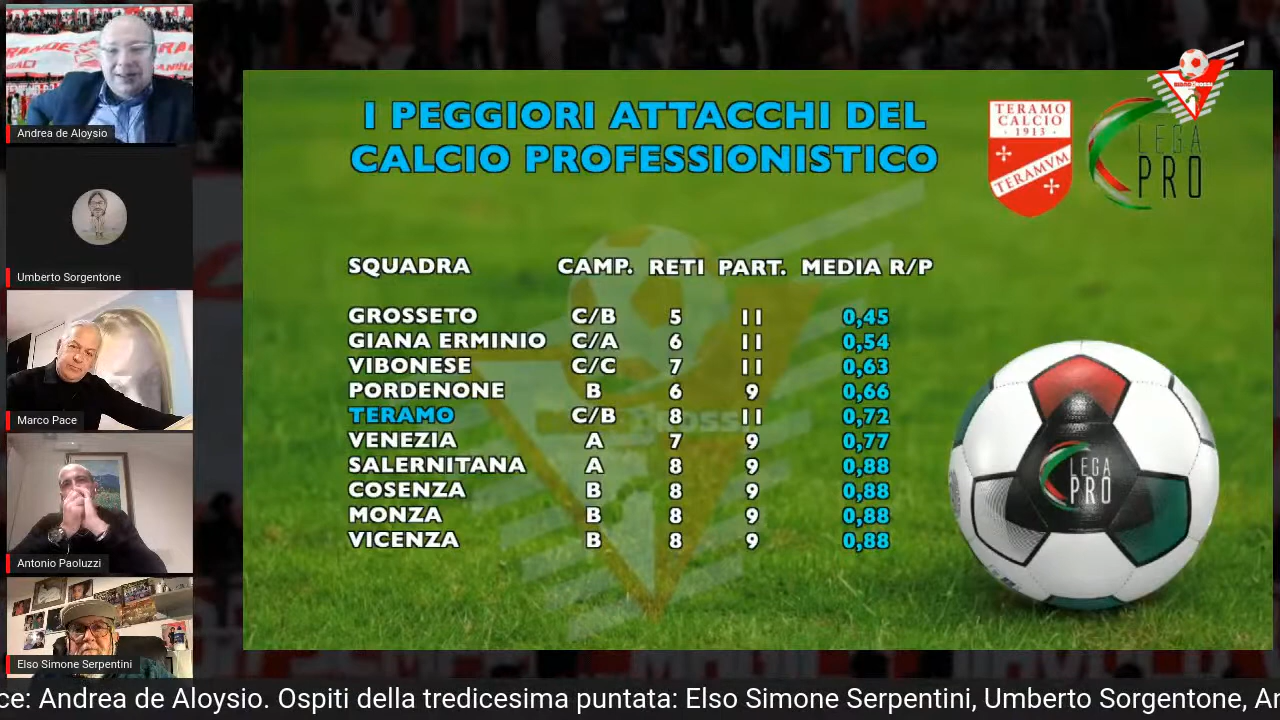 Andrea de Aloysio
Umberto Sorgentone
Marco Pace
Antonio Paoluzzi
Elso Simone Serpentini
I PEGGIORI ATTACCHI DEL
CALCIO PROFESSIONISTICO
TERAMO
CALCIO
· 1913 ·
TERAMVM
LEGA
PRO
SQUADRA CAMP. RETI PART. MEDIA R/P
GROSSETO C/B 5 11 0,45
GIANA ERMINIO C/A 6 11 0,54
VIBONESE C/C 7 11 0,63
PORDENONE B 6 9 0,66
TERAMO C/B 8 11 0,72
VENEZIA A 7 9 0,77
SALERNITANA A 8 9 0,88
COSENZA B 8 9 0,88
MONZA B 8 9 0,88
VICENZA B 8 9 0,88
LEGA
PRO
ce: Andrea de Aloysio. Ospiti della tredicesima puntata: Elso Simone Serpentini, Umberto Sorgentone, An